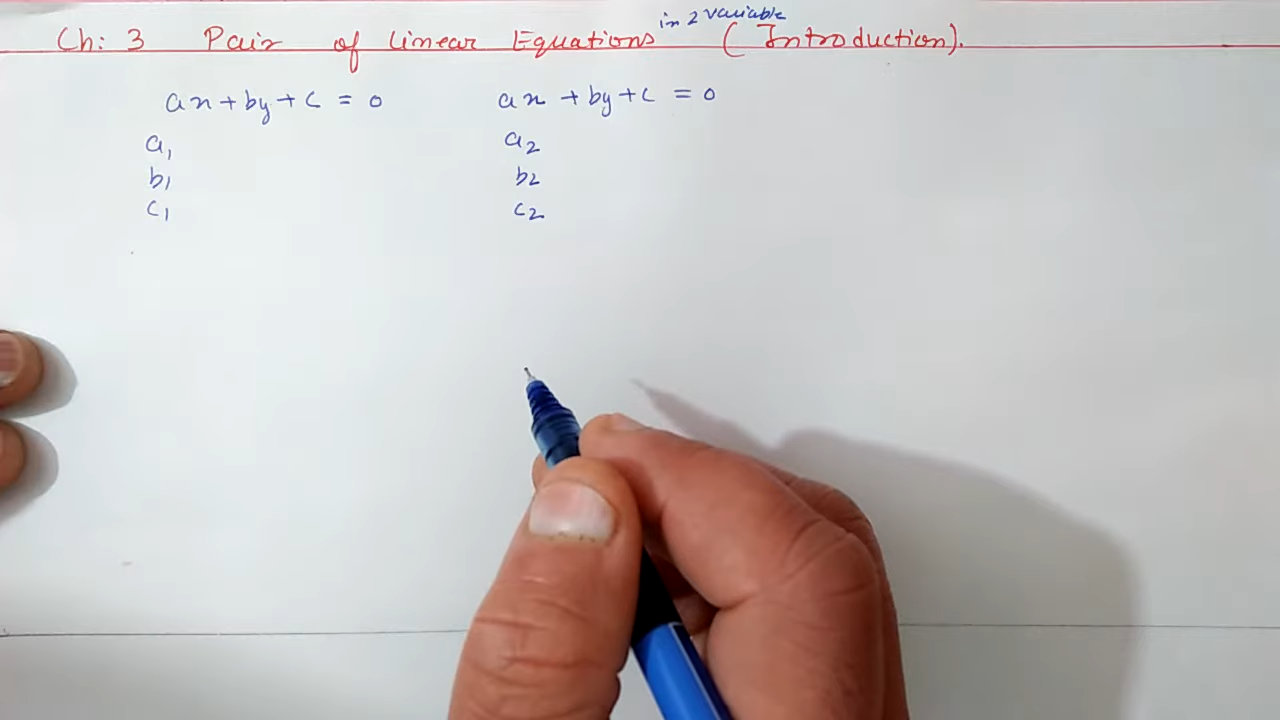 Ch: 3 Pair of linear Equations in 2 variable (Introduction).
ax + by + c = 0 ax + by + c = 0
a₁ a₂
b₁ b₂
c₁ c₂